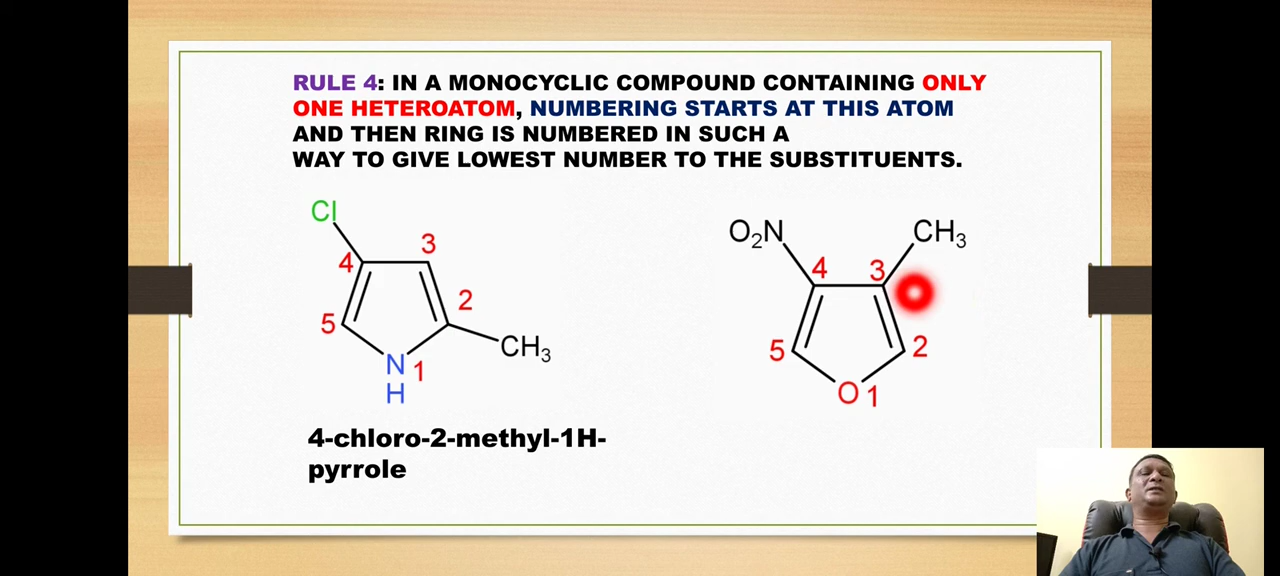 RULE 4: IN A MONOCYCLIC COMPOUND CONTAINING ONLY
ONE HETEROATOM, NUMBERING STARTS AT THIS ATOM
AND THEN RING IS NUMBERED IN SUCH A
WAY TO GIVE LOWEST NUMBER TO THE SUBSTITUENTS.
Cl
4
3
5
2
N
1
H
CH3
4-chloro-2-methyl-1H-
pyrrole
O2N
CH3
4
3
5
2
O
1